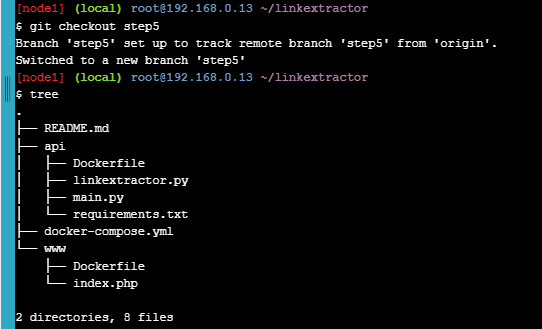 [node1] (local) root@192.168.0.13 ~/linkextractor
$ git checkout step5
Branch 'step5' set up to track remote branch 'step5' from 'origin'.
Switched to a new branch 'step5'
[node1] (local) root@192.168.0.13 ~/linkextractor
$ tree
.
├── README.md
├── api
│   ├── Dockerfile
│   ├── linkextractor.py
│   ├── main.py
│   └── requirements.txt
├── docker-compose.yml
└── www
    ├── Dockerfile
    └── index.php
2 directories, 8 files